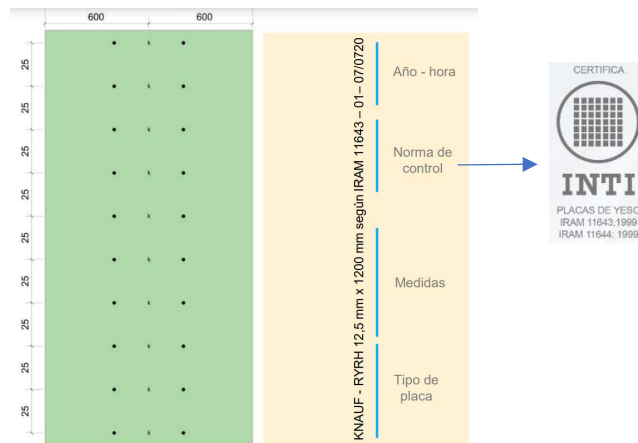 600
600
25
25
25
25
25
25
25
25
25
k
k
k
k
k
k
k
k
k
k
KNAUF - RYRH 12,5 mm x 1200 mm según IRAM 11643 – 01– 07/0720
Año - hora
Norma de
control
Medidas
Tipo de
placa
CERTIFICA
INTI
PLACAS DE YESO
IRAM 11643:1999
IRAM 11644: 1999